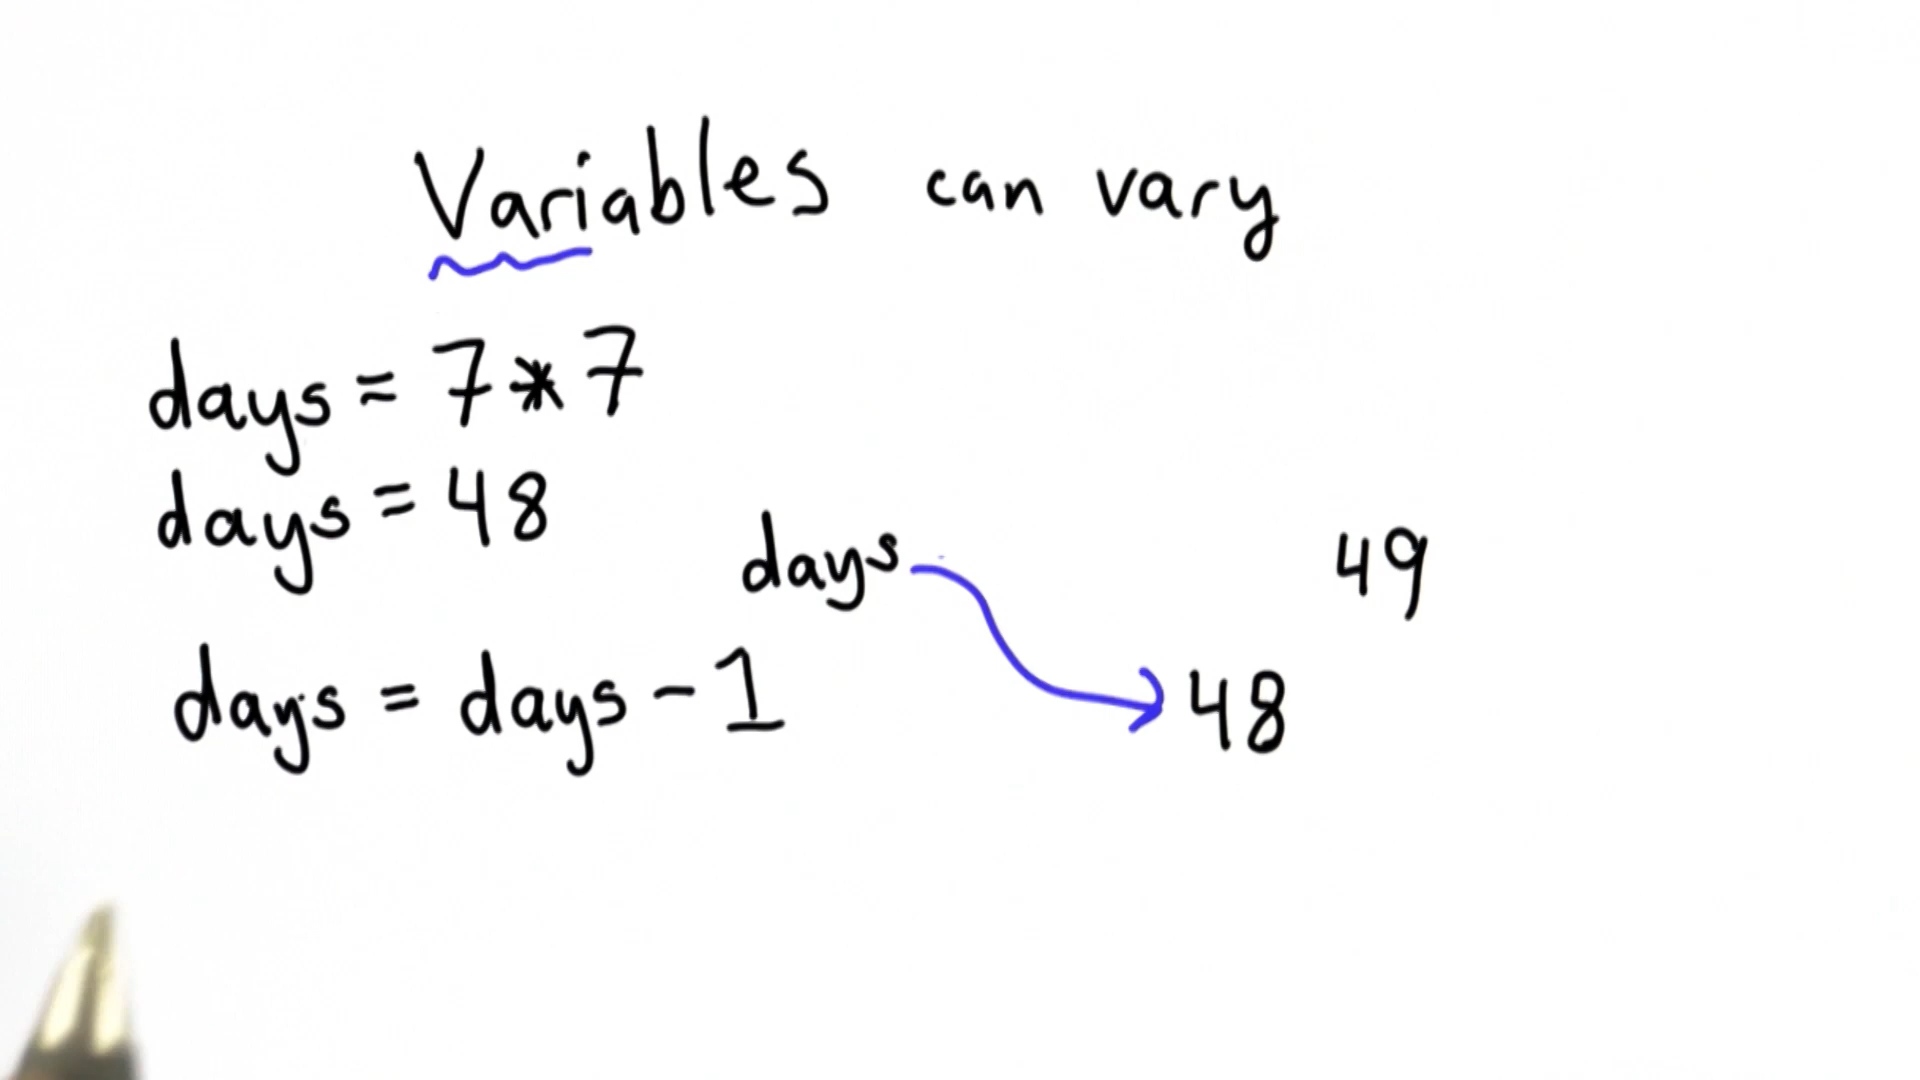 Variables can vary
days = 7*7
days = 48
days 49
48
days = days - 1